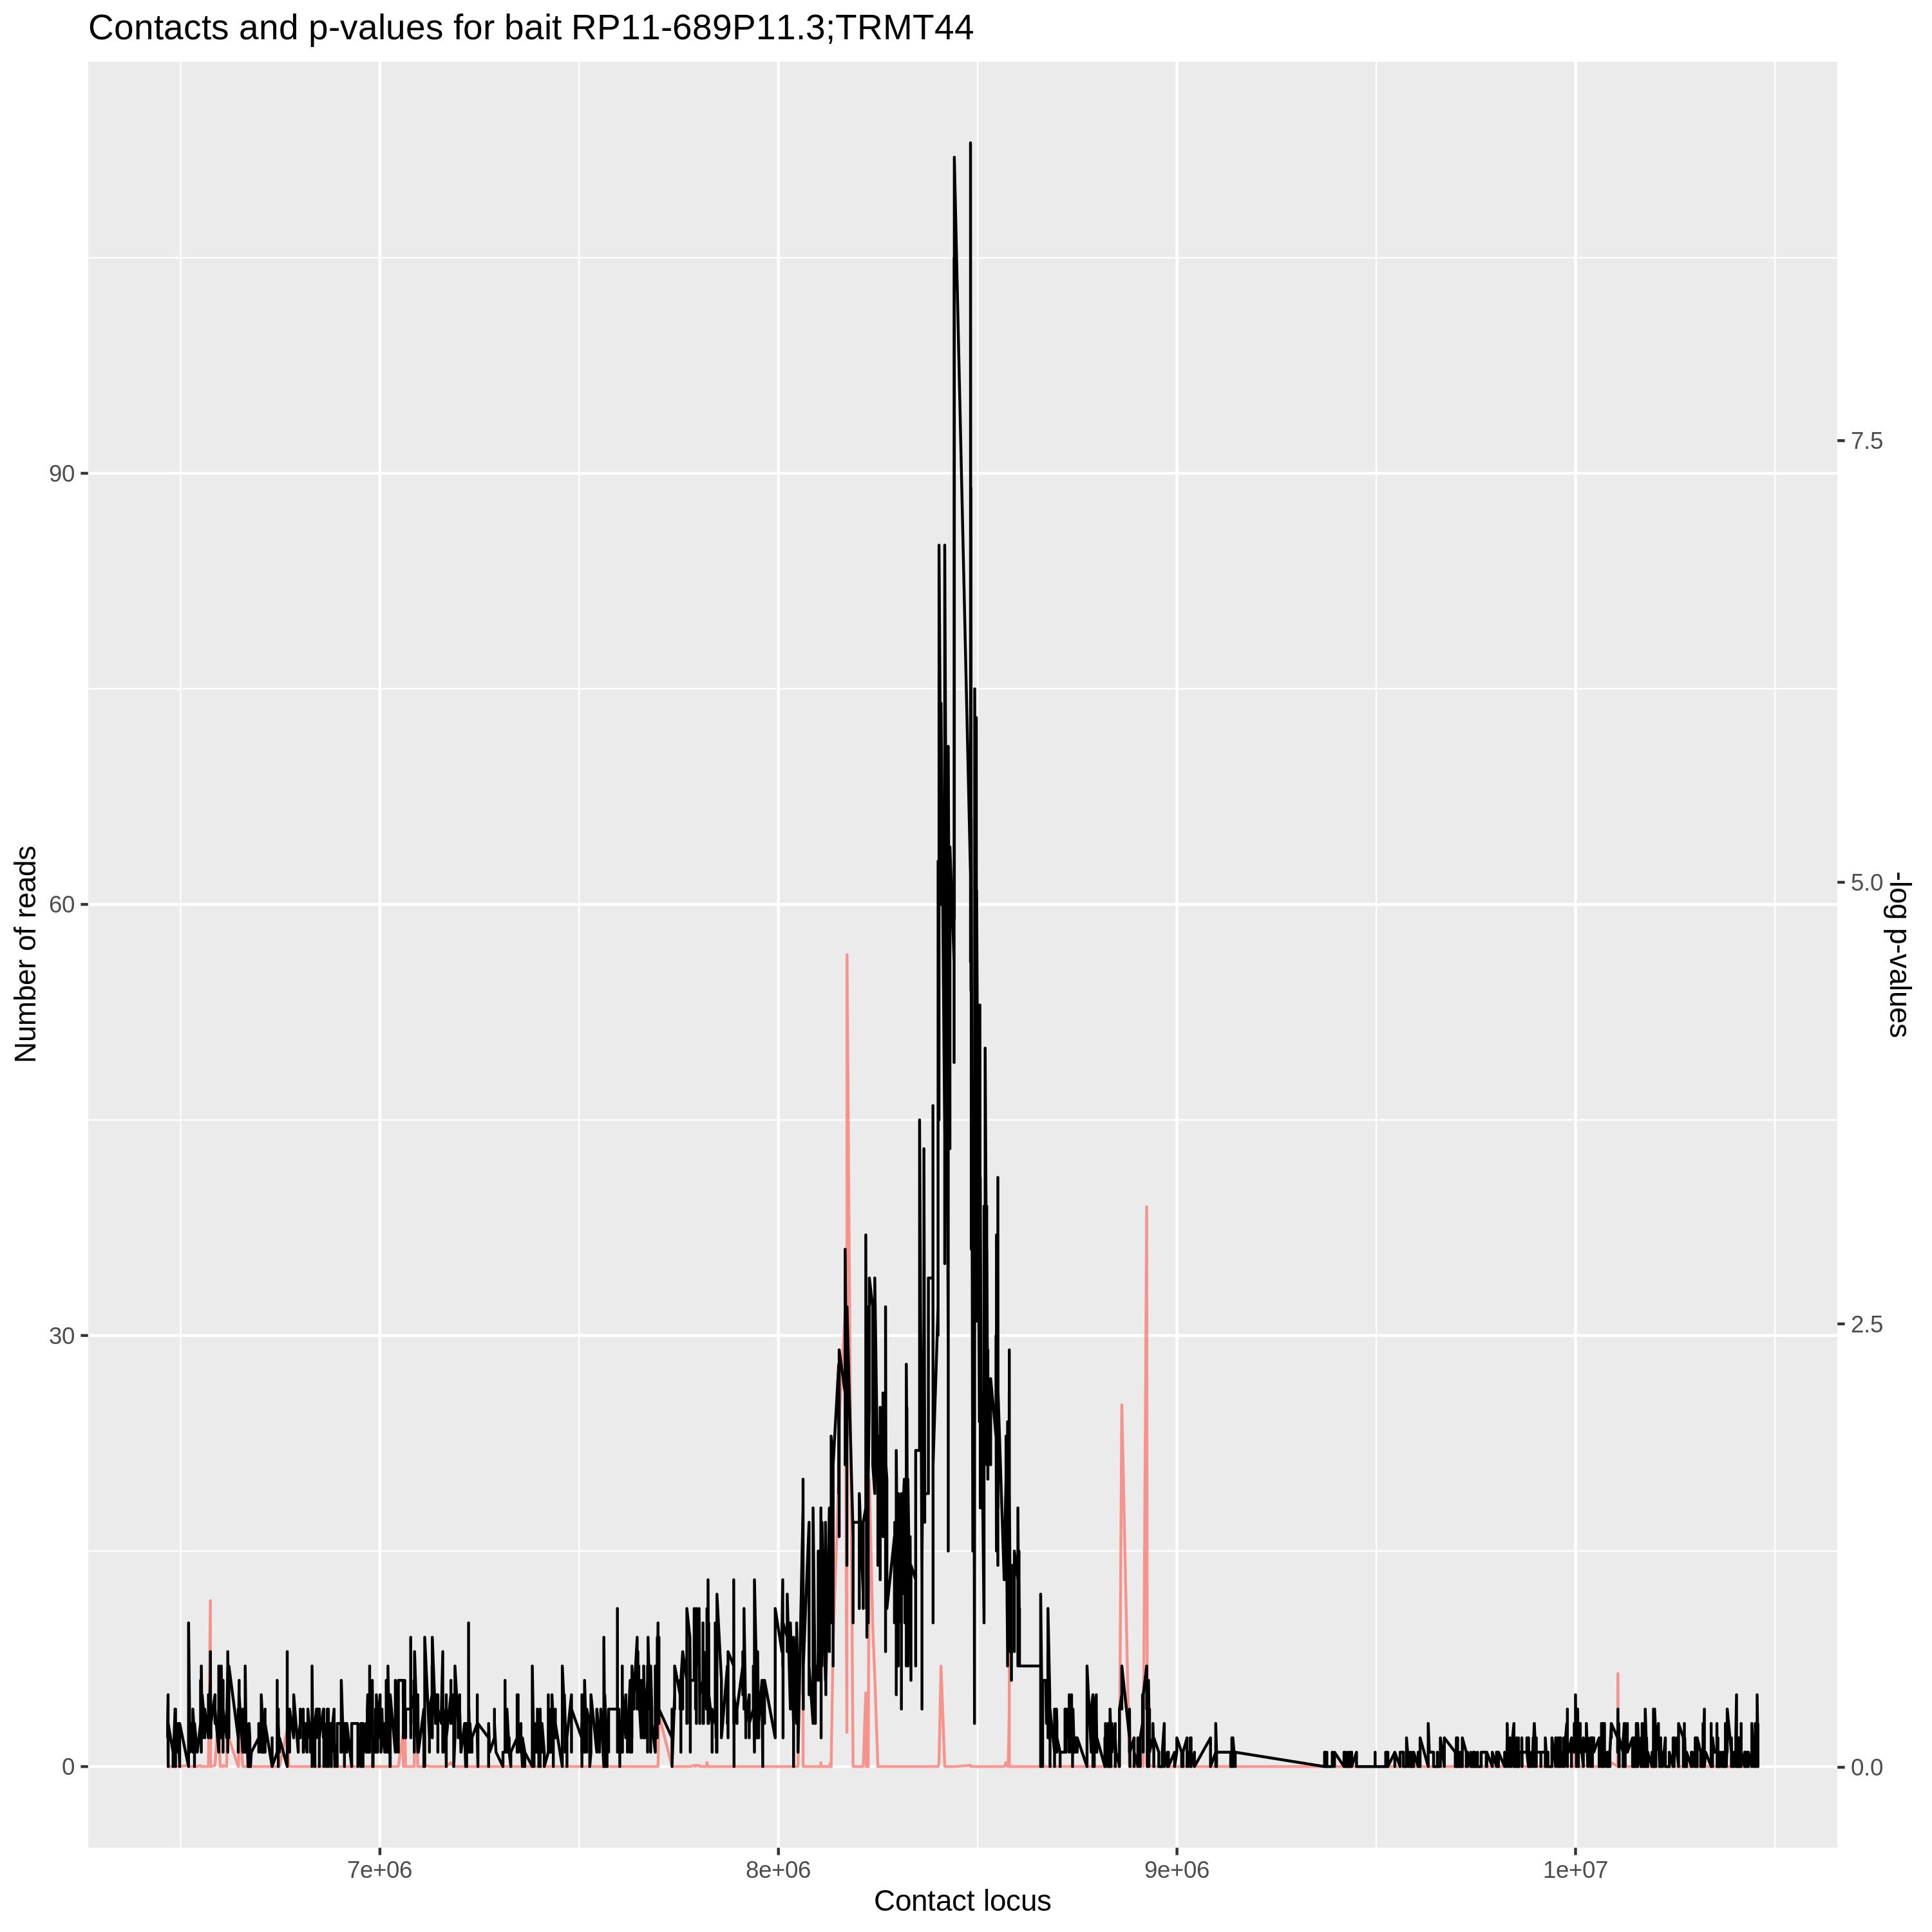 Contacts and p-values for bait RP11-689P11.3;TRMT44
90
60
30
0
Number of reads
7.5
5.0
2.5
0.0
-log p-values
7e+06
8e+06
9e+06
1e+07
Contact locus